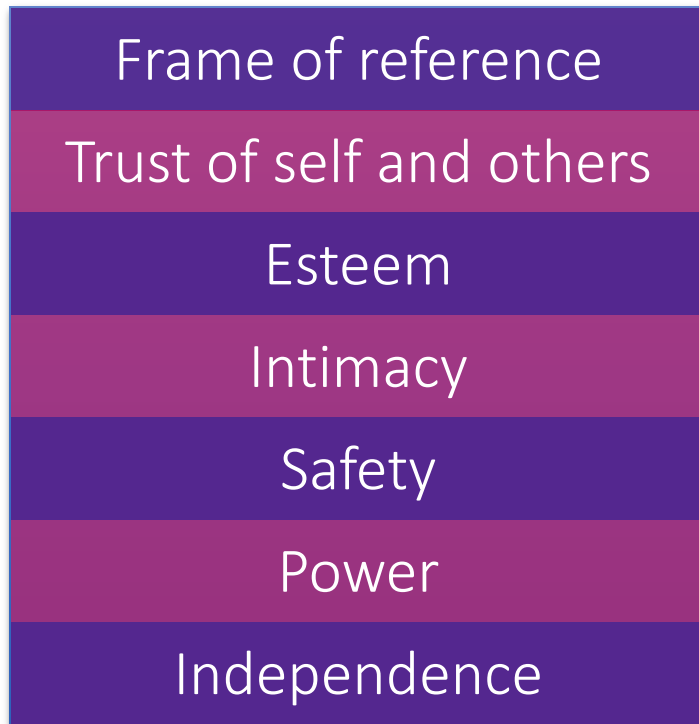 Frame of reference
Trust of self and others
Esteem
Intimacy
Safety
Power
Independence